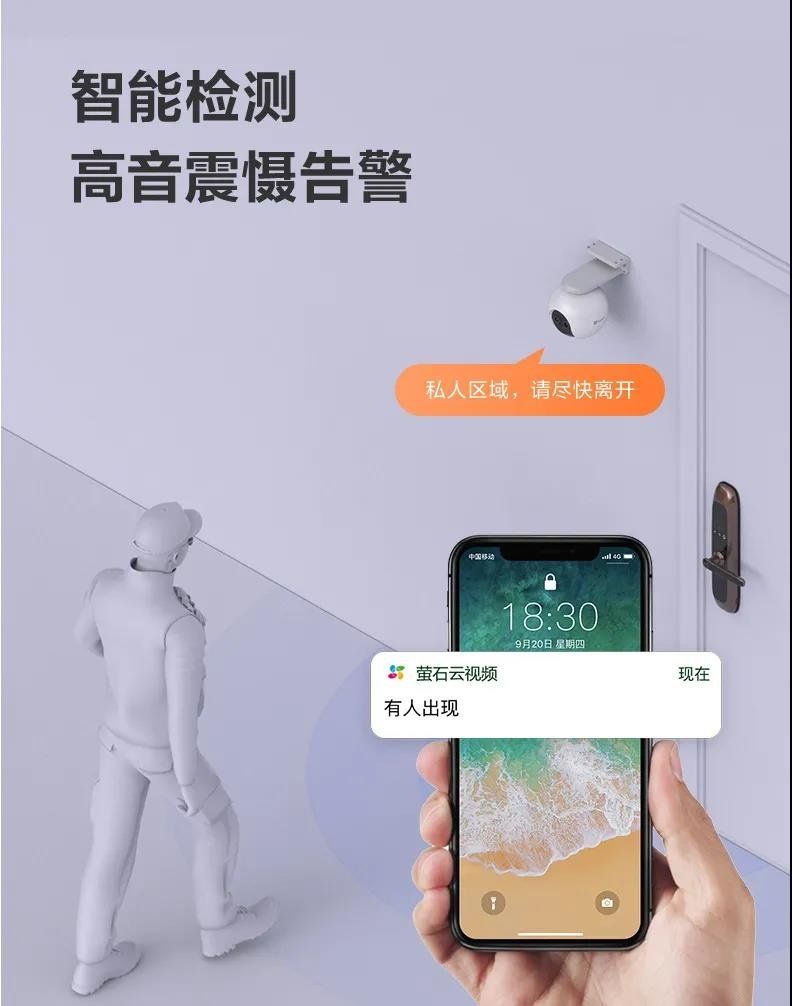 智能检测
高音震慑告警
私人区域，请尽快离开
中国移动 4G
18:30
9月20日 星期四
萤石云视频 现在
有人出现